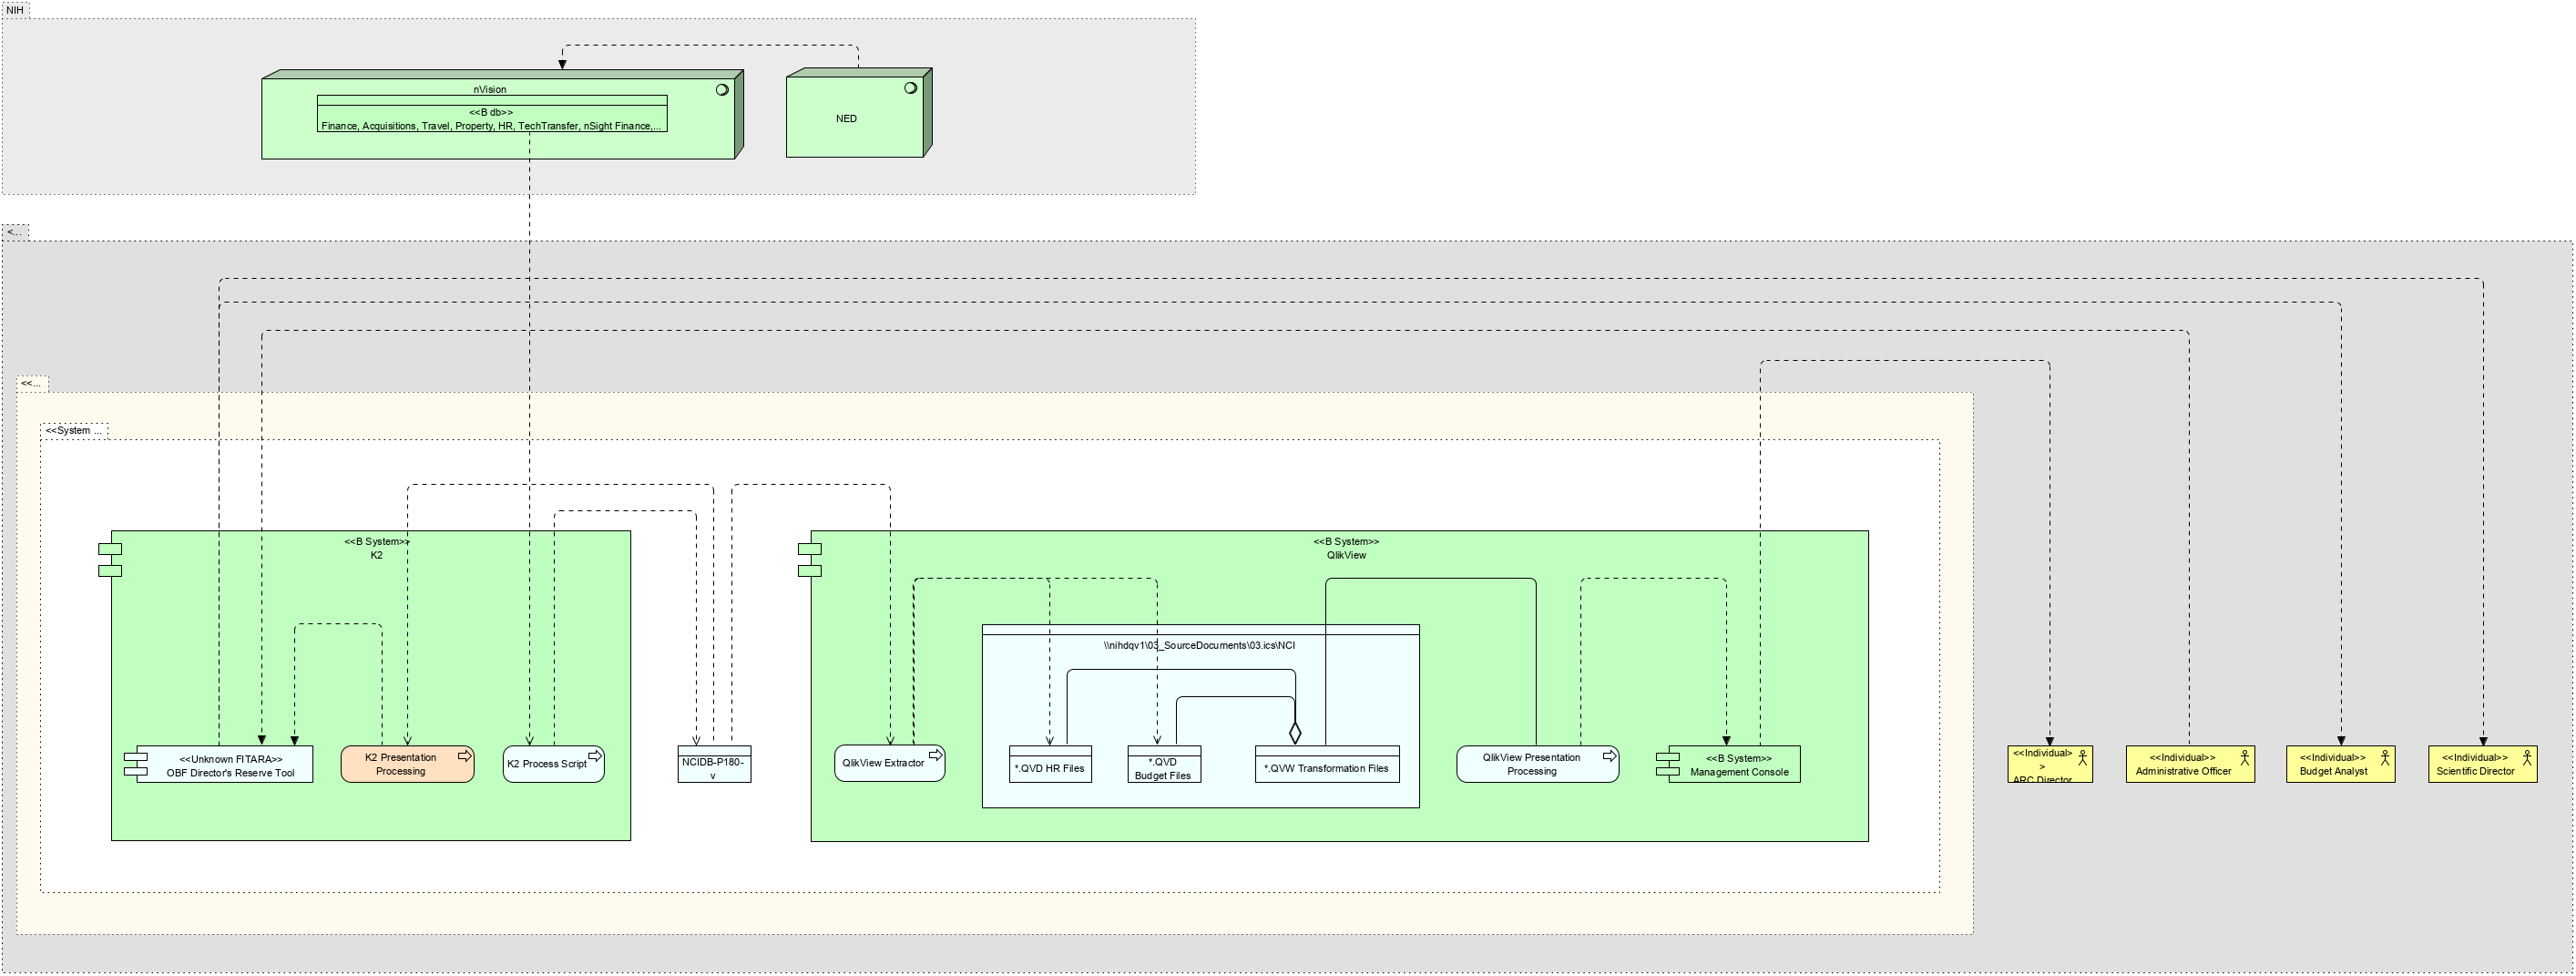 NIH
nVision
<<B db>>
Finance, Acquisitions, Travel, Property, HR, TechTransfer, nSight Finance,...
NED
<...
<<...
<<System ...
<<B System>>
K2
<<B System>>
QlikView
\\nihdqv1\03_SourceDocuments\03.ics\NCI
<<Unknown FITARA>>
OBF Director's Reserve Tool
K2 Presentation
Processing
K2 Process Script
NCIDB-P180-
v
QlikView Extractor
*.QVD HR Files
*.QVD
Budget Files
*.QVW Transformation Files
QlikView Presentation
Processing
<<B System>>
Management Console
<<Individual>
>
ARC Director
<<Individual>>
Administrative Officer
<<Individual>>
Budget Analyst
<<Individual>>
Scientific Director